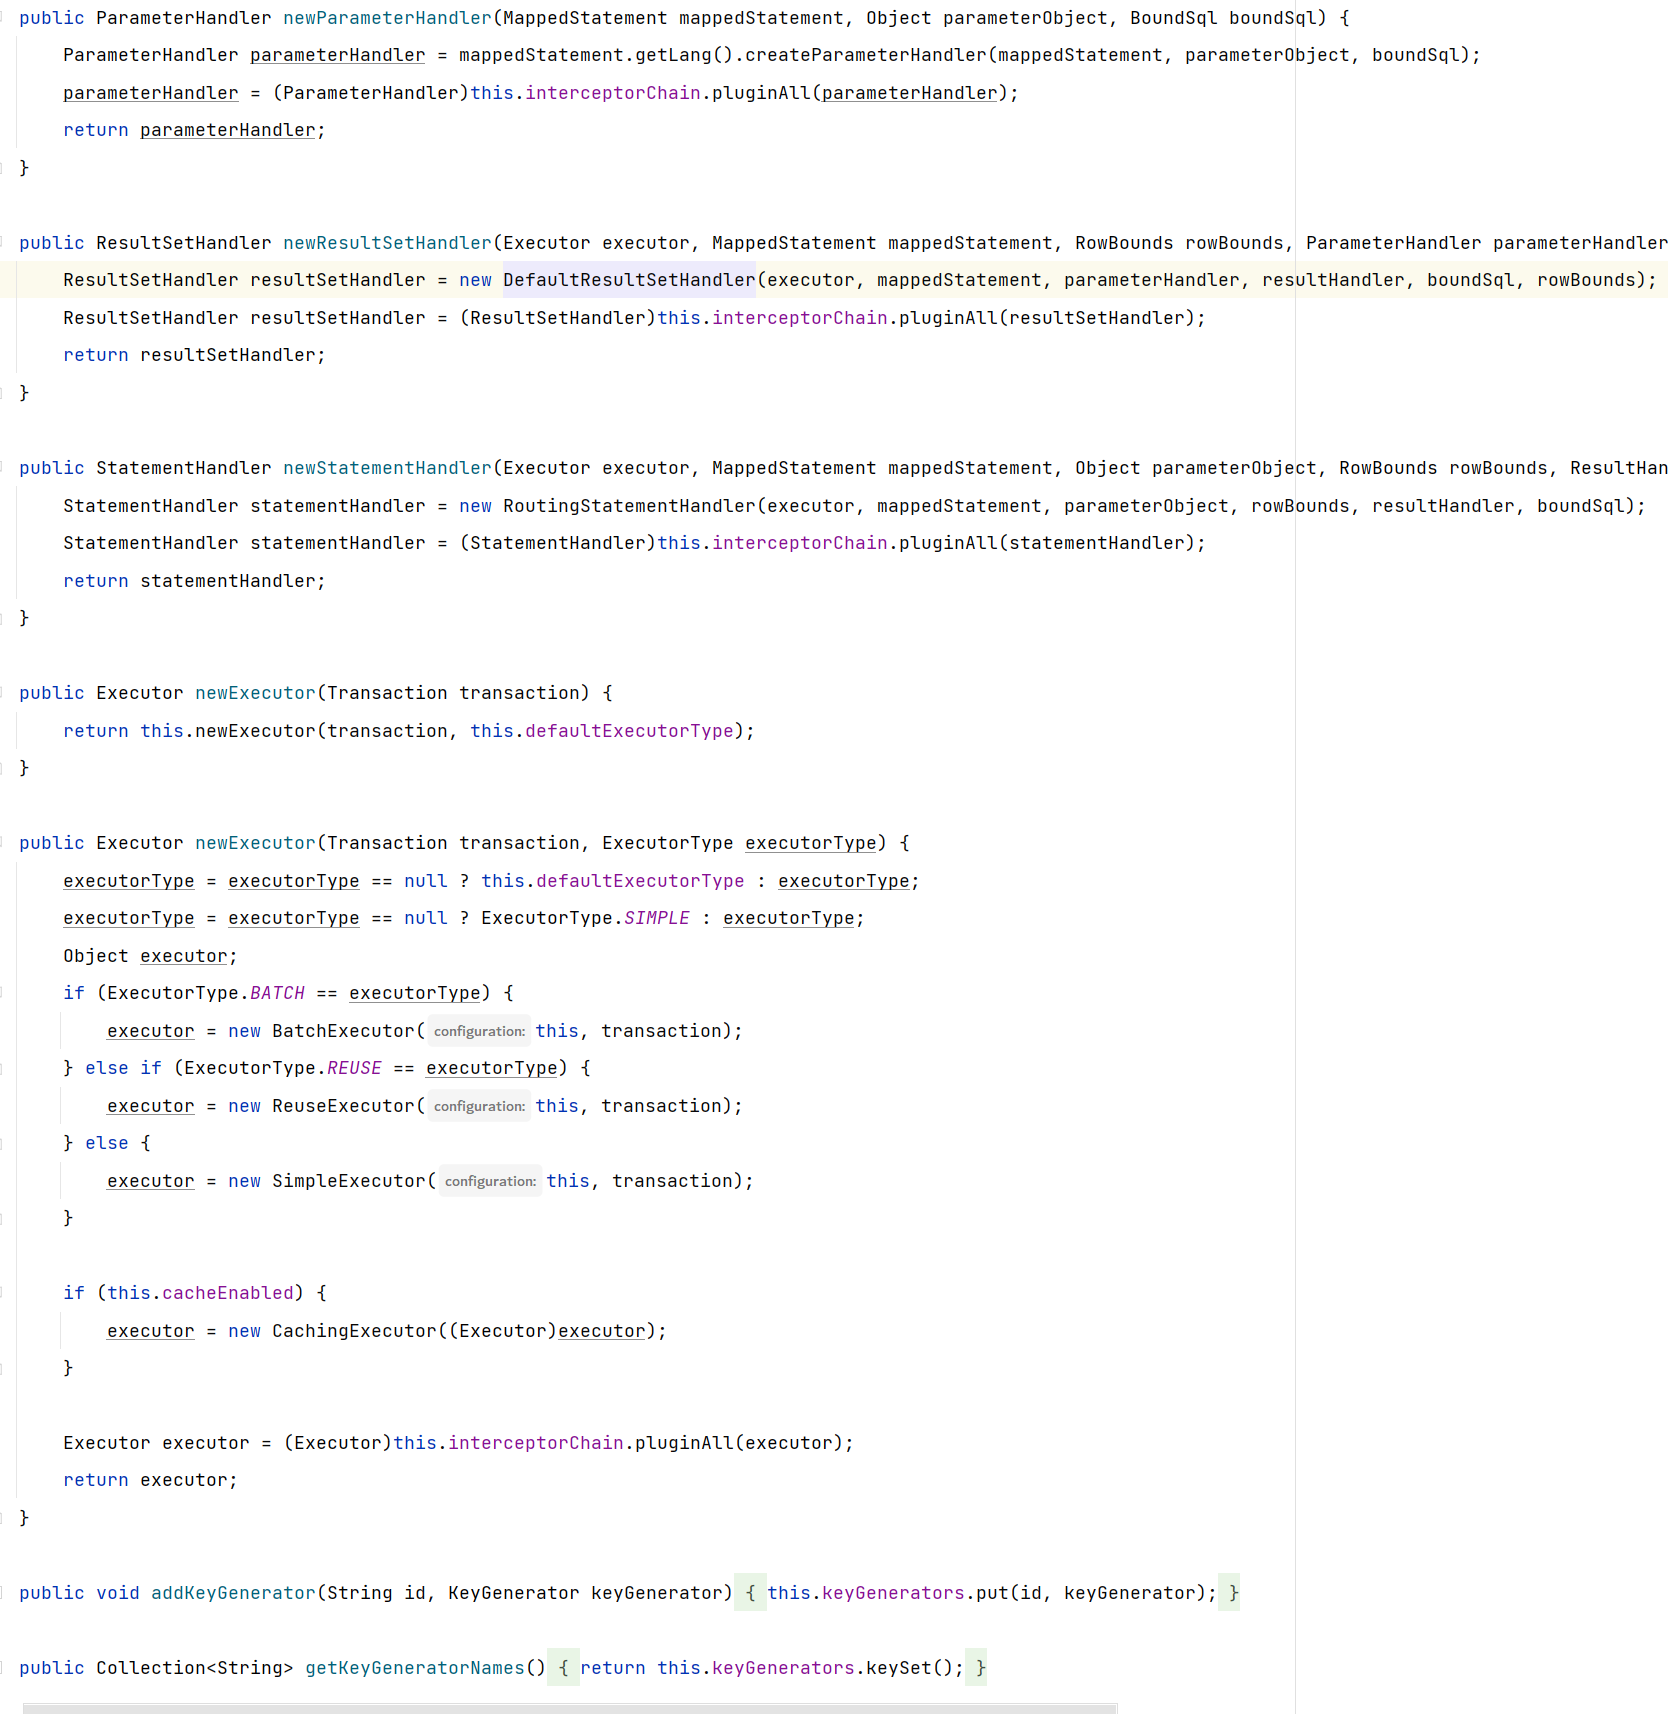 public ParameterHandler newParameterHandler(MappedStatement mappedStatement, Object parameterObject, BoundSql boundSql) {
    ParameterHandler parameterHandler = mappedStatement.getLang().createParameterHandler(mappedStatement, parameterObject, boundSql);
    parameterHandler = (ParameterHandler)this.interceptorChain.pluginAll(parameterHandler);
    return parameterHandler;
}
public ResultSetHandler newResultSetHandler(Executor executor, MappedStatement mappedStatement, RowBounds rowBounds, ParameterHandler parameterHandler
    ResultSetHandler resultSetHandler = new DefaultResultSetHandler(executor, mappedStatement, parameterHandler, resultHandler, boundSql, rowBounds);
    ResultSetHandler resultSetHandler = (ResultSetHandler)this.interceptorChain.pluginAll(resultSetHandler);
    return resultSetHandler;
}
public StatementHandler newStatementHandler(Executor executor, MappedStatement mappedStatement, Object parameterObject, RowBounds rowBounds, ResultHan
    StatementHandler statementHandler = new RoutingStatementHandler(executor, mappedStatement, parameterObject, rowBounds, resultHandler, boundSql);
    StatementHandler statementHandler = (StatementHandler)this.interceptorChain.pluginAll(statementHandler);
    return statementHandler;
}
public Executor newExecutor(Transaction transaction) {
    return this.newExecutor(transaction, this.defaultExecutorType);
}
public Executor newExecutor(Transaction transaction, ExecutorType executorType) {
    executorType = executorType == null ? this.defaultExecutorType : executorType;
    executorType = executorType == null ? ExecutorType.SIMPLE : executorType;
    Object executor;
    if (ExecutorType.BATCH == executorType) {
        executor = new BatchExecutor( configuration: this, transaction);
    } else if (ExecutorType.REUSE == executorType) {
        executor = new ReuseExecutor( configuration: this, transaction);
    } else {
        executor = new SimpleExecutor( configuration: this, transaction);
    }
    if (this.cacheEnabled) {
        executor = new CachingExecutor((Executor)executor);
    }
    Executor executor = (Executor)this.interceptorChain.pluginAll(executor);
    return executor;
}
public void addKeyGenerator(String id, KeyGenerator keyGenerator) { this.keyGenerators.put(id, keyGenerator); }
public Collection<String> getKeyGeneratorNames() { return this.keyGenerators.keySet(); }